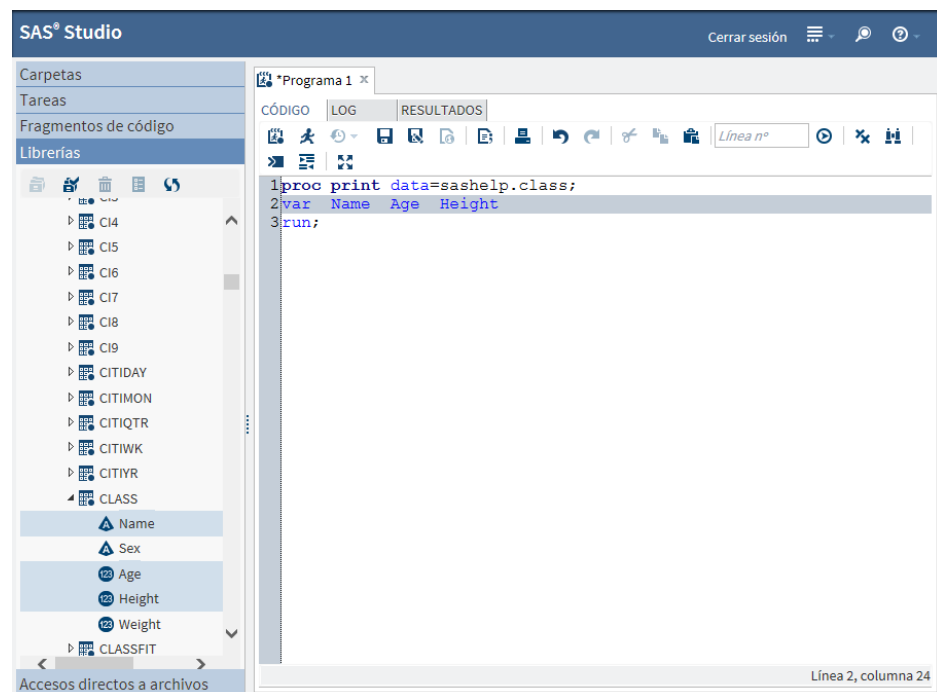 SAS® Studio
Cerrar sesión
Carpetas
Tareas
Fragmentos de código
Librerías
CI4
CI5
CI6
CI7
CI8
CI9
CITIDAY
CITIMON
CITIQTR
CITIWK
CITIYR
CLASS
Name
Sex
Age
Height
Weight
CLASSFIT
Accesos directos a archivos
*Programa 1 x
CÓDIGO LOG RESULTADOS
Línea nº
1 proc print data=sashelp.class;
2 var Name Age Height
3 run;
Línea 2, columna 24